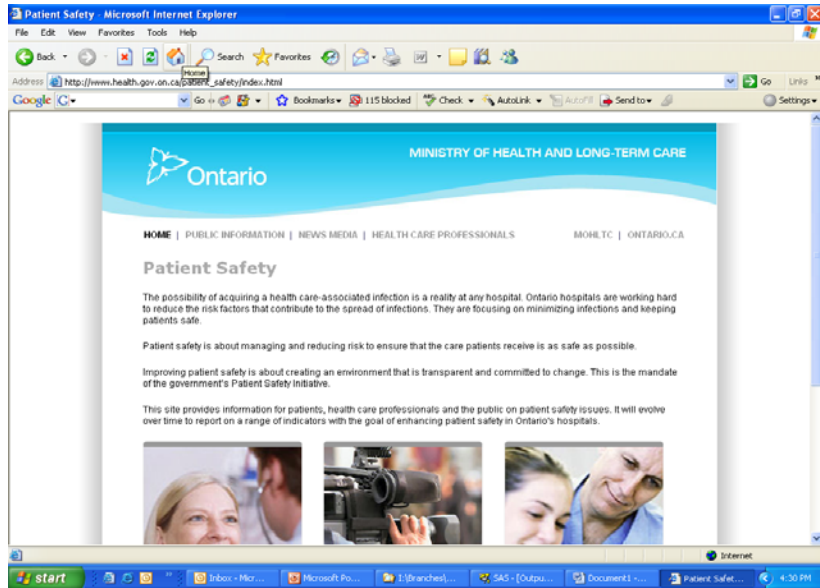 Patient Safety - Microsoft Internet Explorer
File Edit View Favorites Tools Help
Back Search Favorites
Address http://www.health.gov.on.ca/patient_safety/index.html Go Links »
Home
Google Go Bookmarks 115 blocked Check AutoLink AutoFill Send to Settings
MINISTRY OF HEALTH AND LONG-TERM CARE
Ontario
HOME | PUBLIC INFORMATION | NEWS MEDIA | HEALTH CARE PROFESSIONALS MOHLTC | ONTARIO.CA
Patient Safety
The possibility of acquiring a health care-associated infection is a reality at any hospital. Ontario hospitals are working hard
to reduce the risk factors that contribute to the spread of infections. They are focusing on minimizing infections and keeping
patients safe.
Patient safety is about managing and reducing risk to ensure that the care patients receive is as safe as possible.
Improving patient safety is about creating an environment that is transparent and committed to change. This is the mandate
of the government's Patient Safety Initiative.
This site provides information for patients, health care professionals and the public on patient safety issues. It will evolve
over time to report on a range of indicators with the goal of enhancing patient safety in Ontario's hospitals.
Internet
start Inbox - Micr... Microsoft Po... I:\Branches\... SAS - [Outpu... Document1 -... Patient Safet... 4:30 PM